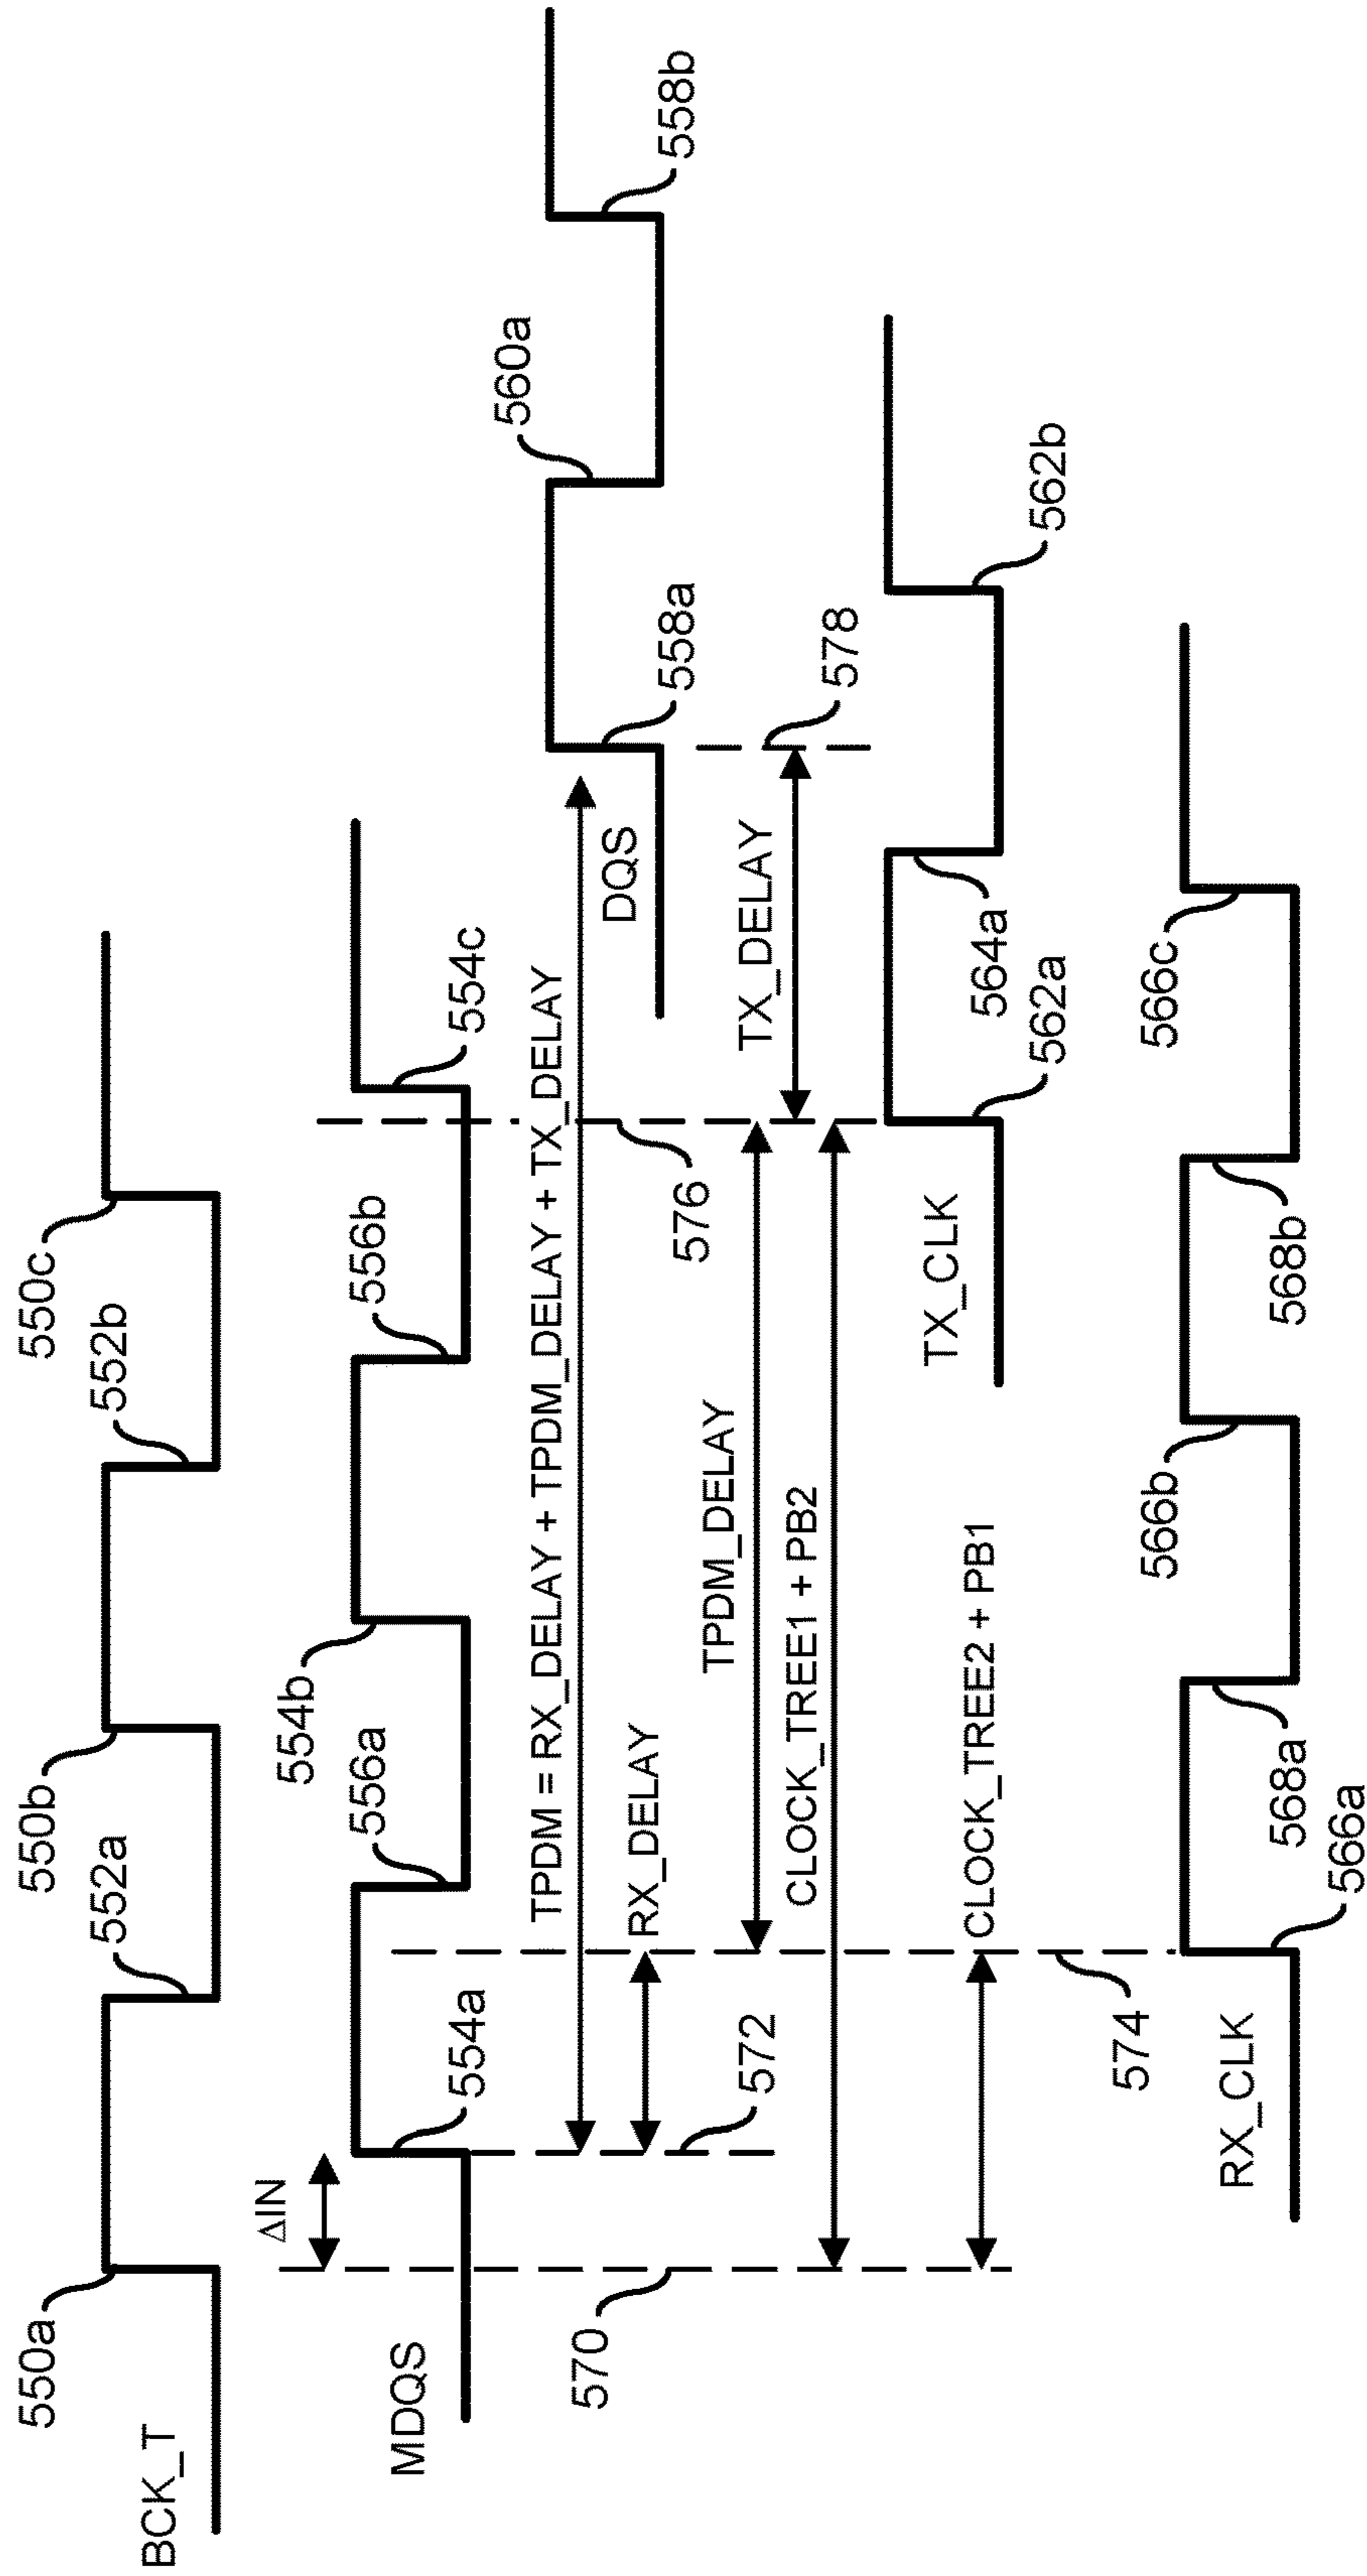 550a
552a
550b
552b
550c
BCK_T
ΔIN
554a
556a
554b
556b
554c
MDQS
TPDM = RX_DELAY + TPDM_DELAY + TX_DELAY
558a
560a
558b
DQS
570
572
RX_DELAY
576
TX_DELAY
578
TPDM_DELAY
CLOCK_TREE1 + PB2
TX_CLK
562a
564a
562b
CLOCK_TREE2 + PB1
574
RX_CLK
566a
568a
566b
568b
566c